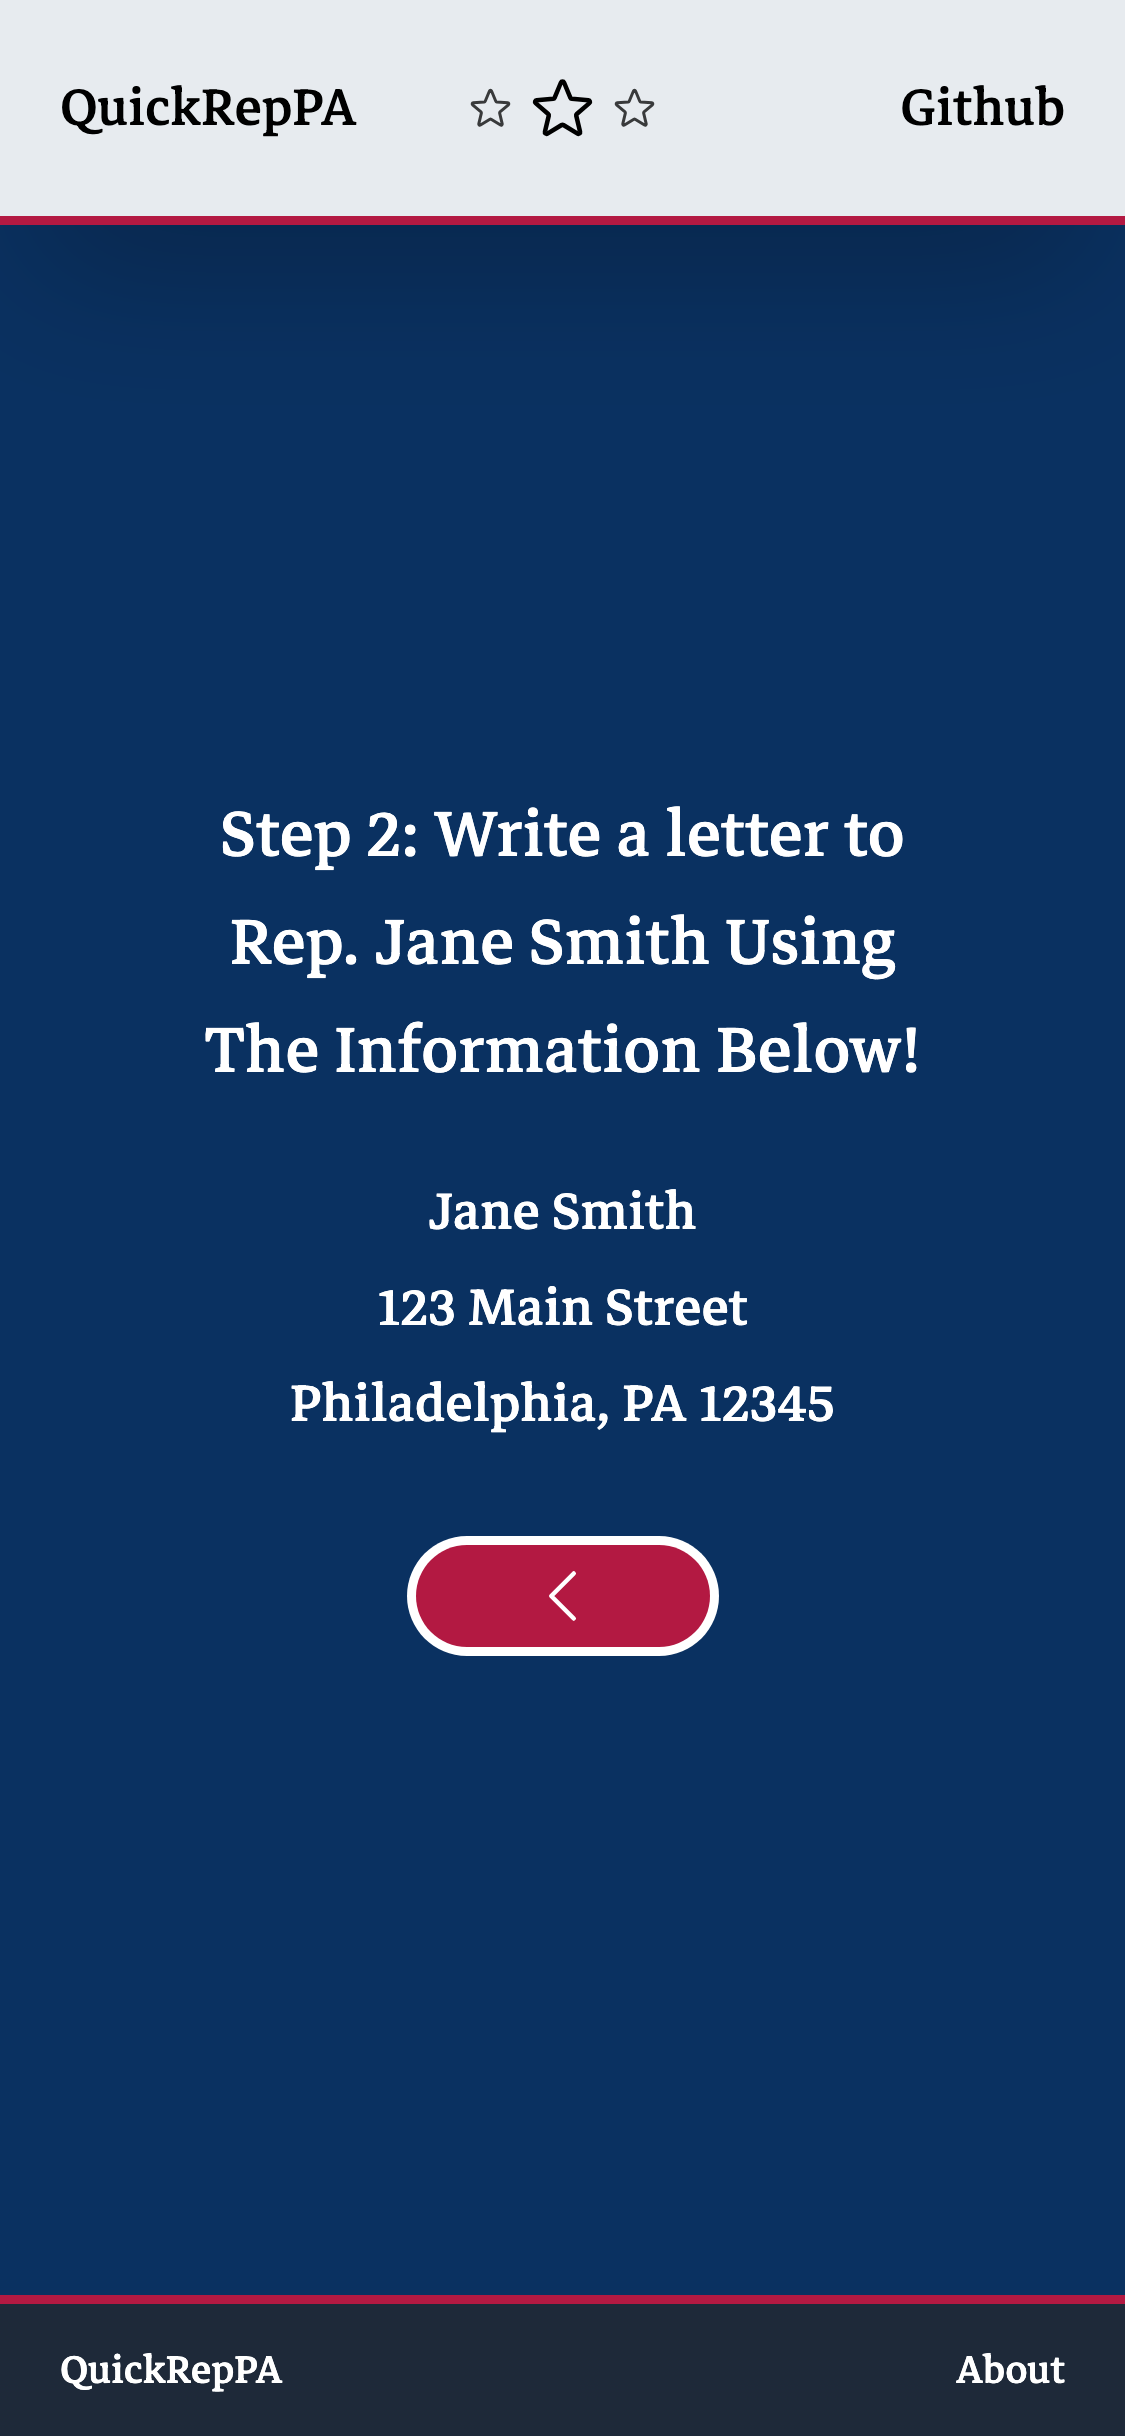 QuickRepPA
Github
Step 2: Write a letter to
Rep. Jane Smith Using
The Information Below!
Jane Smith
123 Main Street
Philadelphia, PA 12345
QuickRepPA
About